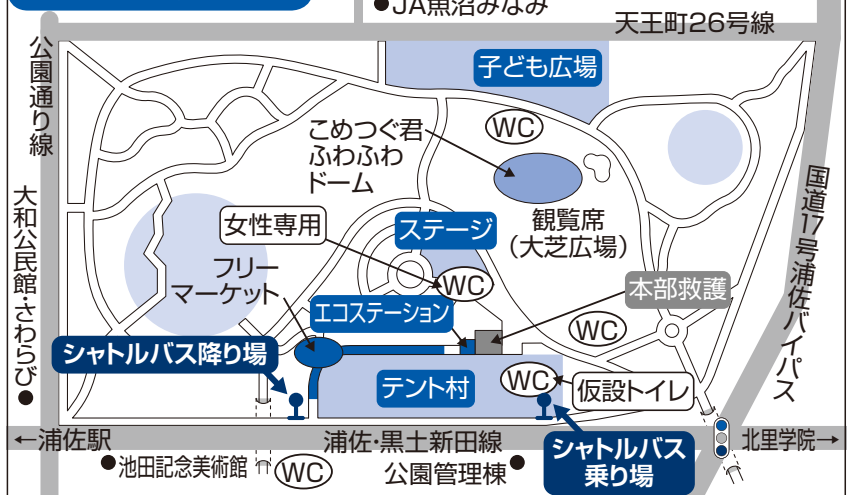 ●JA魚沼みなみ
天王町26号線
公園通り線
子ども広場
WC
こめつぐ君
ふわふわ
ドーム
大和公民館・さわらび●
国道17号浦佐バイパス
観覧席
(大芝広場)
女性専用
ステージ
フリー
マーケット
WC
本部救護
エコステーション
WC
シャトルバス降り場
テント村
WC
仮設トイレ
←浦佐駅
浦佐・黒土新田線
シャトルバス
乗り場
北里学院→
●池田記念美術館
WC
公園管理棟●